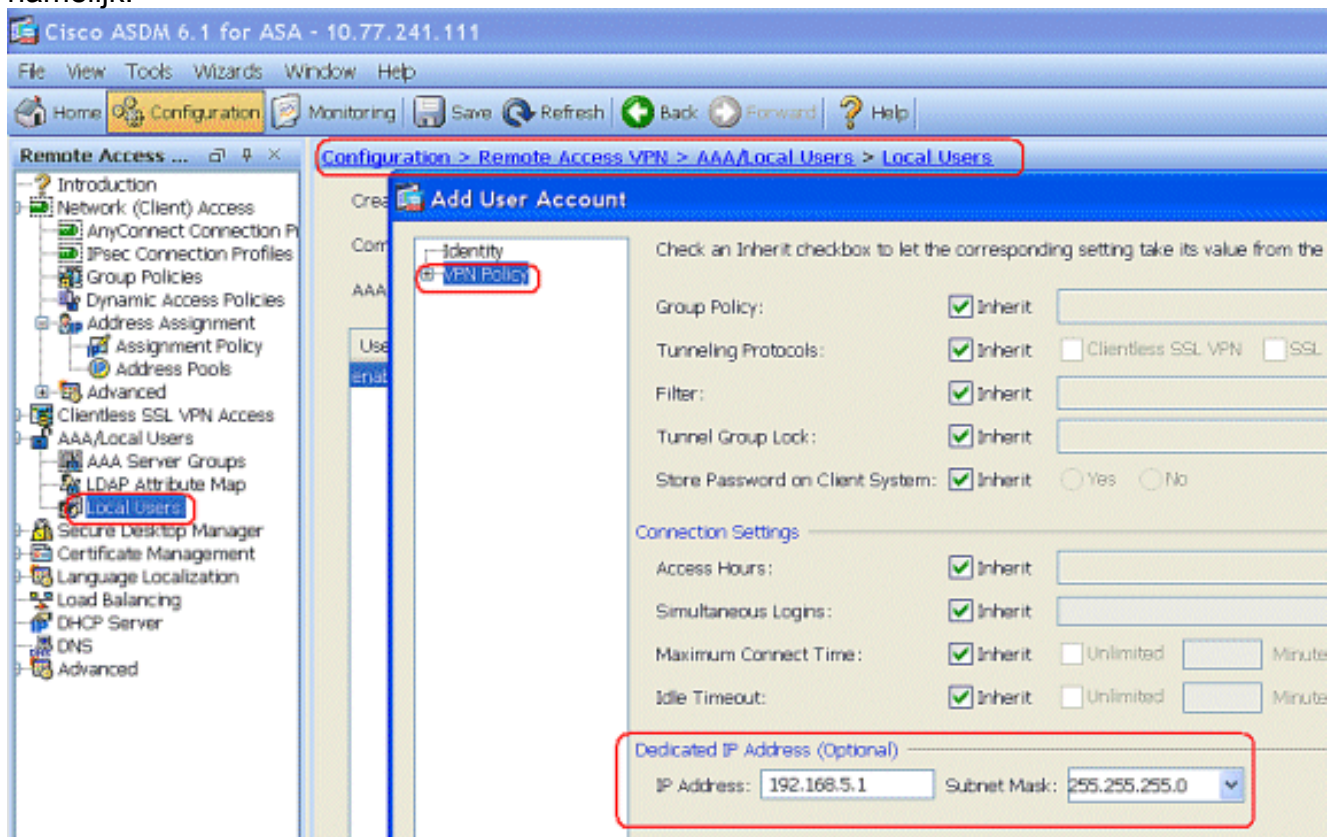 namelijk:
Cisco ASDM 6.1 for ASA - 10.77.241.111
File View Tools Wizards Window Help
Home Configuration Monitoring Save Refresh Back Forward Help
Remote Access ...
Configuration > Remote Access VPN > AAA/Local Users > Local Users
Introduction
Network (Client) Access
AnyConnect Connection P
IPsec Connection Profiles
Group Policies
Dynamic Access Policies
Address Assignment
Assignment Policy
Address Pools
Advanced
Clientless SSL VPN Access
AAA/Local Users
AAA Server Groups
LDAP Attribute Map
Local Users
Secure Desktop Manager
Certificate Management
Language Localization
Load Balancing
DHCP Server
DNS
Advanced
Crea
Com
AAA
Use
enab
Add User Account
Identity
VPN Policy
Check an Inherit checkbox to let the corresponding setting take its value from the
Group Policy: Inherit
Tunneling Protocols: Inherit Clientless SSL VPN SSL
Filter: Inherit
Tunnel Group Lock: Inherit
Store Password on Client System: Inherit Yes No
Connection Settings
Access Hours: Inherit
Simultaneous Logins: Inherit
Maximum Connect Time: Inherit Unlimited Minute
Idle Timeout: Inherit Unlimited Minute
Dedicated IP Address (Optional)
IP Address: 192.168.5.1 Subnet Mask: 255.255.255.0